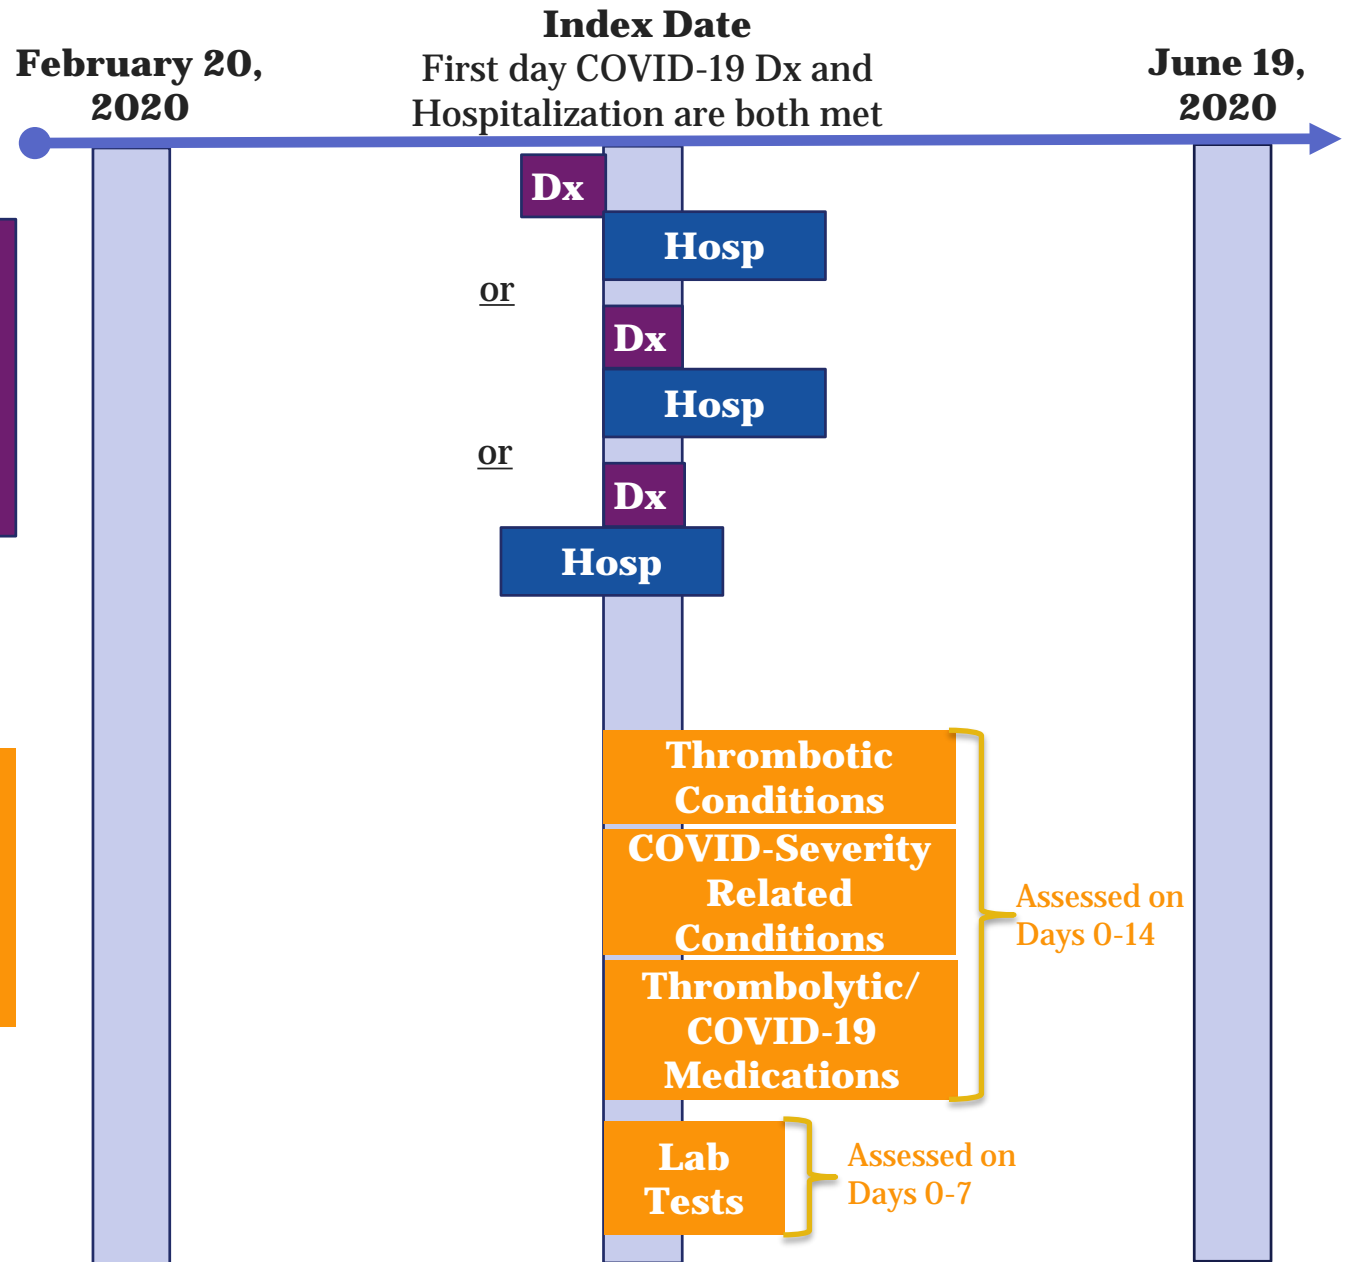 February 20,
2020
Index Date
First day COVID-19 Dx and
Hospitalization are both met
June 19,
2020
Dx
Hosp
or
Dx
Hosp
or
Dx
Hosp
Thrombotic
Conditions
COVID-Severity
Related
Conditions
Thrombolytic/
COVID-19
Medications
Assessed on
Days 0-14
Lab
Tests
Assessed on
Days 0-7